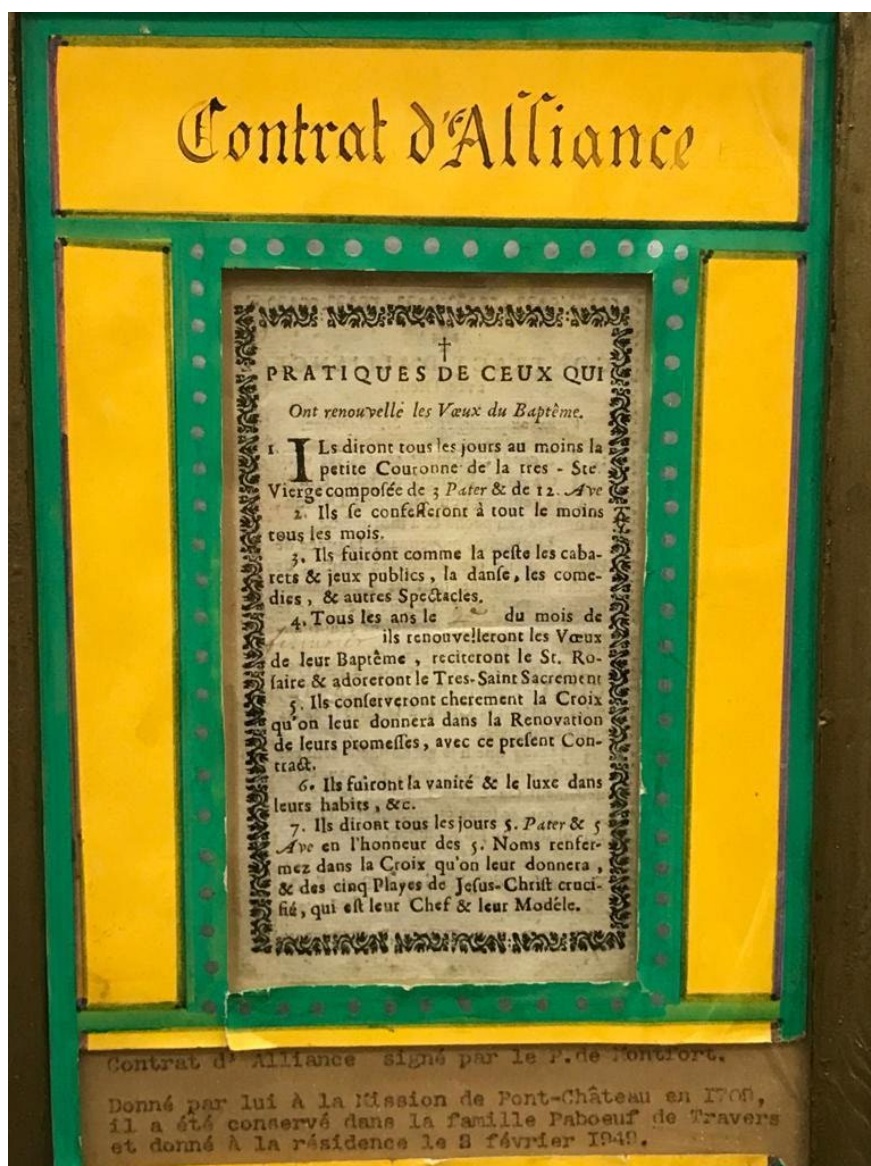 Contrat d'Alſiance
†
PRATIQUES DE CEUX QUI
Ont renouvellé les Vœux du Baptême.
1. ILs diront tous les jours au moins la
petite Couronne de la tres - Ste
Vierge compoſée de 3 Pater & de 12. Ave
2. Ils ſe confeſſeront à tout le moins
tous les mois.
3. Ils fuiront comme la peſte les caba-
rets & jeux publics, la danſe, les come-
dies, & autres Spectacles.
4. Tous les ans le du mois de
ils renouvelleront les Vœux
de leur Baptême, reciteront le St. Ro-
ſaire & adoreront le Tres-Saint Sacrement
5. Ils conſerveront cherement la Croix
qu'on leur donnera dans la Renovation
de leurs promeſſes, avec ce preſent Con-
tract.
6. Ils fuiront la vanité & le luxe dans
leurs habits, &c.
7. Ils diront tous les jours 5. Pater & 5
Ave en l'honneur des 5. Noms renfer-
mez dans la Croix qu'on leur donnera,
& des cinq Playes de Jeſus-Chriſt cruci-
fié, qui eſt leur Chef & leur Modèle.
Contrat d'Alliance signé par le P.de Montfort.
Donné par lui à la Mission de Pont-Château en
il a été conservé dans la famille Paboeuf de Travers
et donné à la résidence le février